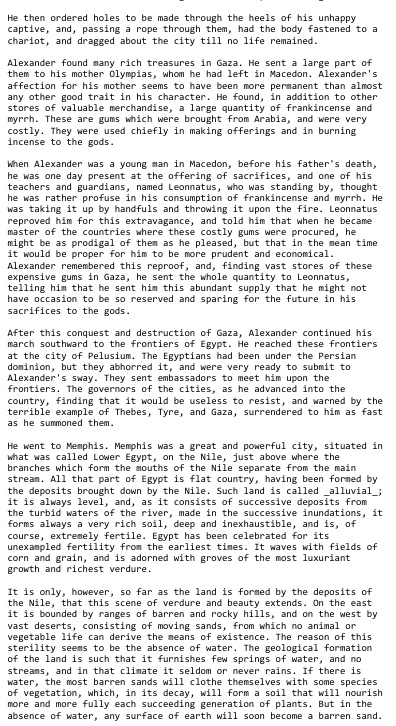 He then ordered holes to be made through the heels of his unhappy
captive, and, passing a rope through them, had the body fastened to a
chariot, and dragged about the city till no life remained.

Alexander found many rich treasures in Gaza. He sent a large part of
them to his mother Olympias, whom he had left in Macedon. Alexander's
affection for his mother seems to have been more permanent than almost
any other good trait in his character. He found, in addition to other
stores of valuable merchandise, a large quantity of frankincense and
myrrh. These are gums which were brought from Arabia, and were very
costly. They were used chiefly in making offerings and in burning
incense to the gods.

When Alexander was a young man in Macedon, before his father's death,
he was one day present at the offering of sacrifices, and one of his
teachers and guardians, named Leonnatus, who was standing by, thought
he was rather profuse in his consumption of frankincense and myrrh. He
was taking it up by handfuls and throwing it upon the fire. Leonnatus
reproved him for this extravagance, and told him that when he became
master of the countries where these costly gums were procured, he
might be as prodigal of them as he pleased, but that in the mean time
it would be proper for him to be more prudent and economical.
Alexander remembered this reproof, and, finding vast stores of these
expensive gums in Gaza, he sent the whole quantity to Leonnatus,
telling him that he sent him this abundant supply that he might not
have occasion to be so reserved and sparing for the future in his
sacrifices to the gods.

After this conquest and destruction of Gaza, Alexander continued his
march southward to the frontiers of Egypt. He reached these frontiers
at the city of Pelusium. The Egyptians had been under the Persian
dominion, but they abhorred it, and were very ready to submit to
Alexander's sway. They sent embassadors to meet him upon the
frontiers. The governors of the cities, as he advanced into the
country, finding that it would be useless to resist, and warned by the
terrible example of Thebes, Tyre, and Gaza, surrendered to him as fast
as he summoned them.

He went to Memphis. Memphis was a great and powerful city, situated in
what was called Lower Egypt, on the Nile, just above where the
branches which form the mouths of the Nile separate from the main
stream. All that part of Egypt is flat country, having been formed by
the deposits brought down by the Nile. Such land is called _alluvial_;
it is always level, and, as it consists of successive deposits from
the turbid waters of the river, made in the successive inundations, it
forms always a very rich soil, deep and inexhaustible, and is, of
course, extremely fertile. Egypt has been celebrated for its
unexampled fertility from the earliest times. It waves with fields of
corn and grain, and is adorned with groves of the most luxuriant
growth and richest verdure.

It is only, however, so far as the land is formed by the deposits of
the Nile, that this scene of verdure and beauty extends. On the east
it is bounded by ranges of barren and rocky hills, and on the west by
vast deserts, consisting of moving sands, from which no animal or
vegetable life can derive the means of existence. The reason of this
sterility seems to be the absence of water. The geological formation
of the land is such that it furnishes few springs of water, and no
streams, and in that climate it seldom or never rains. If there is
water, the most barren sands will clothe themselves with some species
of vegetation, which, in its decay, will form a soil that will nourish
more and more fully each succeeding generation of plants. But in the
absence of water, any surface of earth will soon become a barren sand.